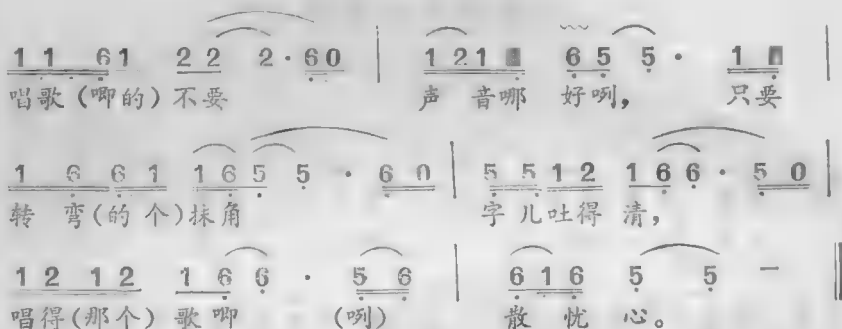 1 1 6 1 2 2 2 · 6 0 | 1 2 1 6 5 5 · 1 |
唱歌(唧的)不要 声音哪 好咧, 只要
1 6 6 1 1 6 5 5 · 6 0 | 5 5 1 2 1 6 6 · 5 0 |
转弯(的个)抹角 字儿吐得清,
1 2 1 2 1 6 6 · 5 6 | 6 1 6 5 5 —
唱得(那个)歌唧 (咧) 散忧心。